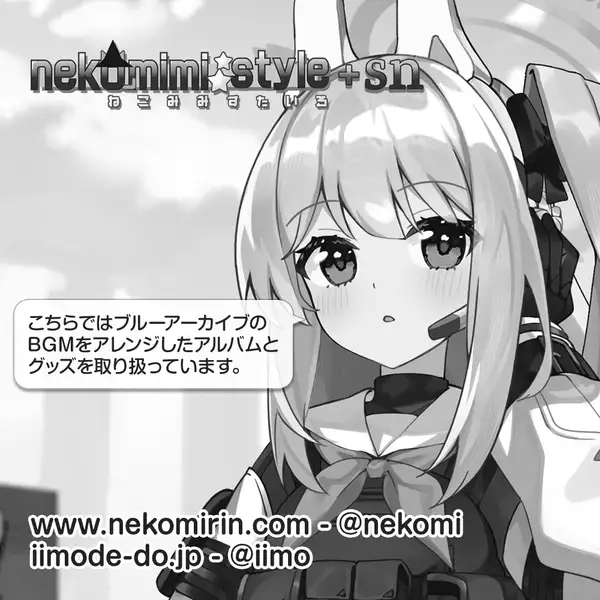 nekomimi☆style + sn
ねこみみすたいる
こちらではブルーアーカイブの
BGMをアレンジしたアルバムと
グッズを取り扱っています。
www.nekomirin.com - @nekomi
iimode-do.jp - @iimo